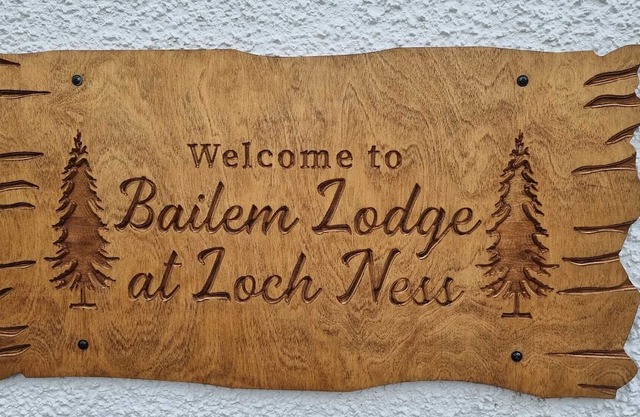 Welcome to
Bailem Lodge
at Loch Ness